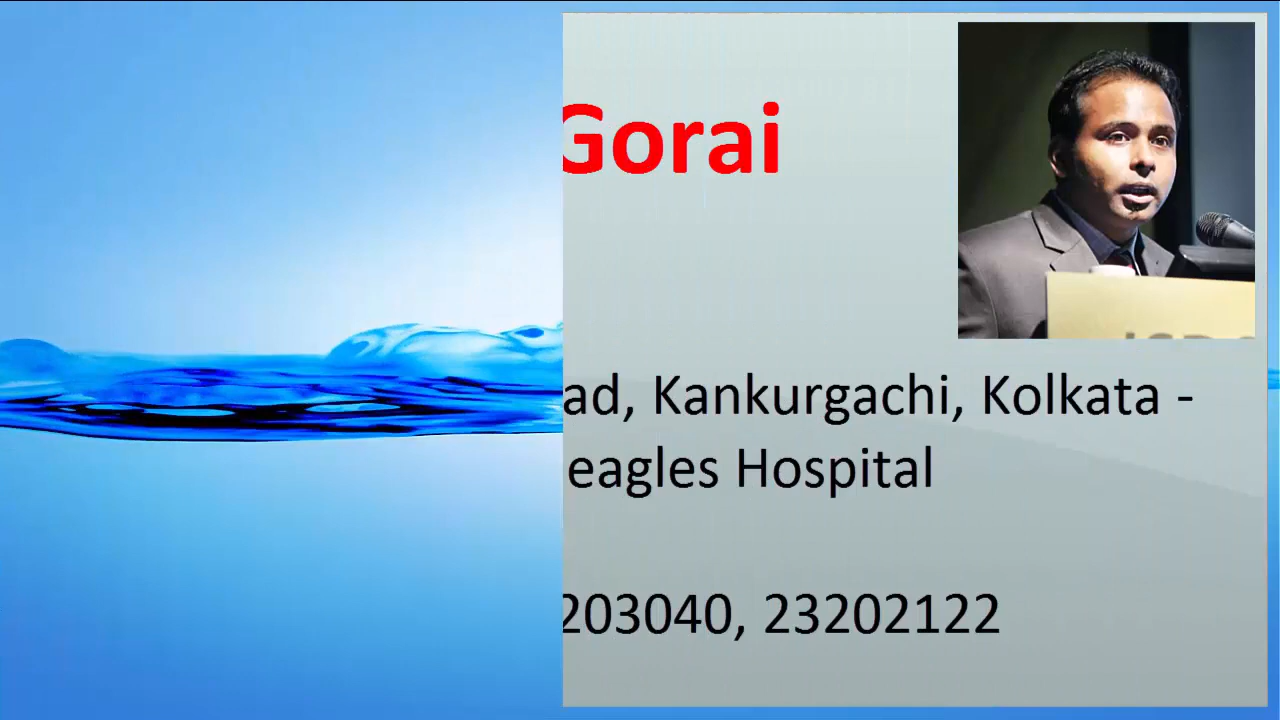 Gorai
ad, Kankurgachi, Kolkata -
eagles Hospital
203040, 23202122